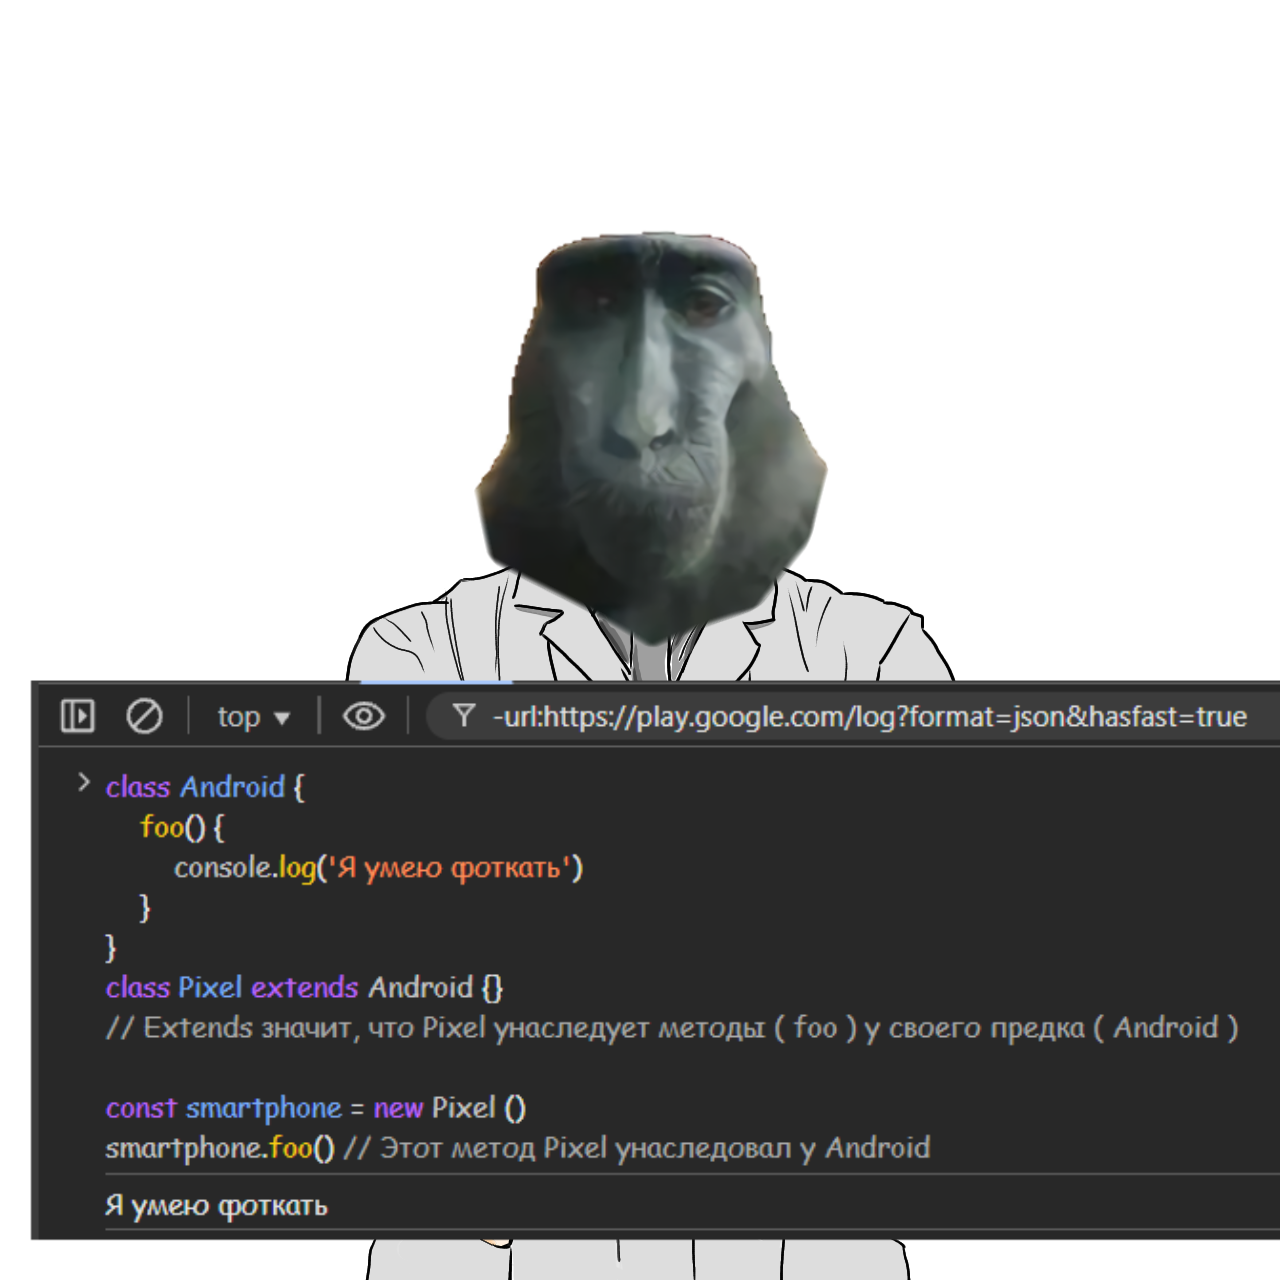 top ▼ -url:https://play.google.com/log?format=json&hasfast=true
> class Android {
foo() {
console.log('Я умею фоткать')
}
}
class Pixel extends Android {}
// Extends значит, что Pixel унаследует методы ( foo ) у своего предка ( Android )
const smartphone = new Pixel ()
smartphone.foo() // Этот метод Pixel унаследовал у Android
Я умею фоткать